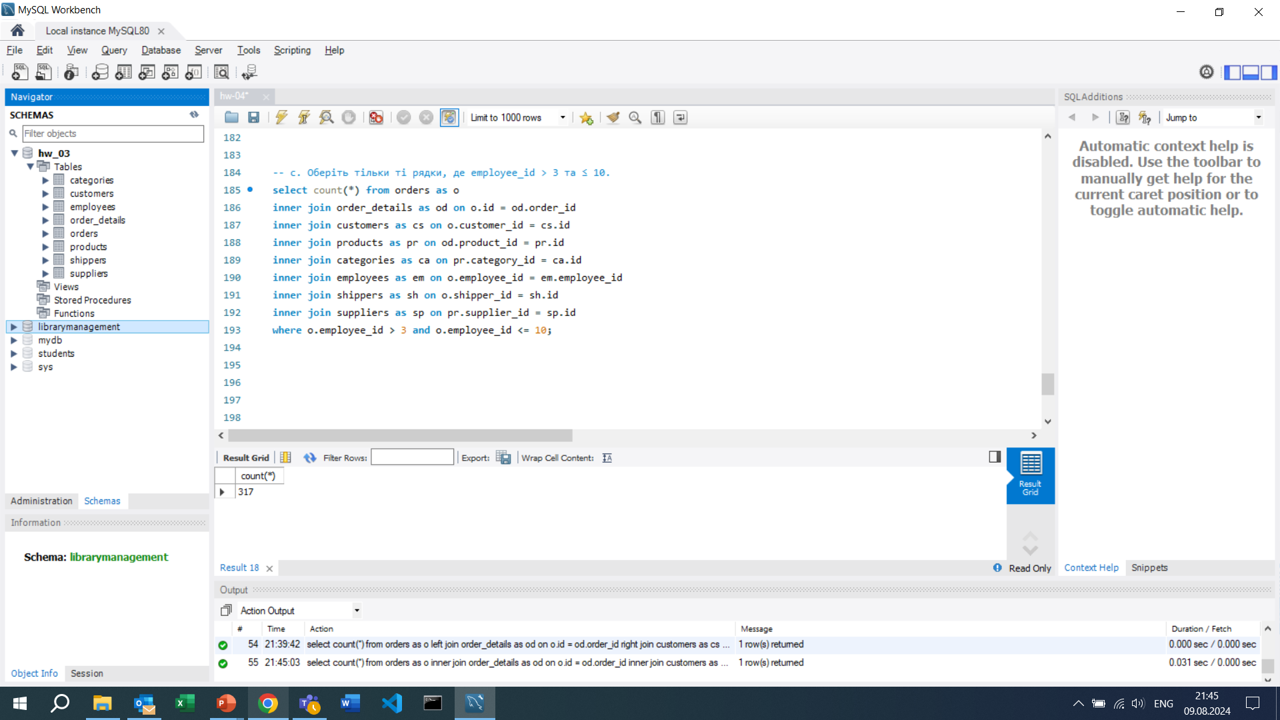 MySQL Workbench
Local instance MySQL80
File Edit View Query Database Server Tools Scripting Help
Navigator
SCHEMAS
Filter objects
hw_03
Tables
categories
customers
employees
order_details
orders
products
shippers
suppliers
Views
Stored Procedures
Functions
librarymanagement
mydb
students
sys
Administration Schemas
Information
Schema: librarymanagement
Object Info Session
hw-04*
Limit to 1000 rows
182
183
184 -- c. Оберіть тільки ті рядки, де employee_id > 3 та ≤ 10.
185 select count(*) from orders as o
186 inner join order_details as od on o.id = od.order_id
187 inner join customers as cs on o.customer_id = cs.id
188 inner join products as pr on od.product_id = pr.id
189 inner join categories as ca on pr.category_id = ca.id
190 inner join employees as em on o.employee_id = em.employee_id
191 inner join shippers as sh on o.shipper_id = sh.id
192 inner join suppliers as sp on pr.supplier_id = sp.id
193 where o.employee_id > 3 and o.employee_id <= 10;
194
195
196
197
198
Result Grid Filter Rows: Export: Wrap Cell Content:
count(*)
317
Result Grid
Result 18
Read Only
SQLAdditions
Jump to
Automatic context help is
disabled. Use the toolbar to
manually get help for the
current caret position or to
toggle automatic help.
Context Help Snippets
Output
Action Output
# Time Action Message Duration / Fetch
54 21:39:42 select count(*) from orders as o left join order_details as od on o.id = od.order_id right join customers as cs ... 1 row(s) returned 0.000 sec / 0.000 sec
55 21:45:03 select count(*) from orders as o inner join order_details as od on o.id = od.order_id inner join customers as ... 1 row(s) returned 0.031 sec / 0.000 sec
ENG
21:45
09.08.2024